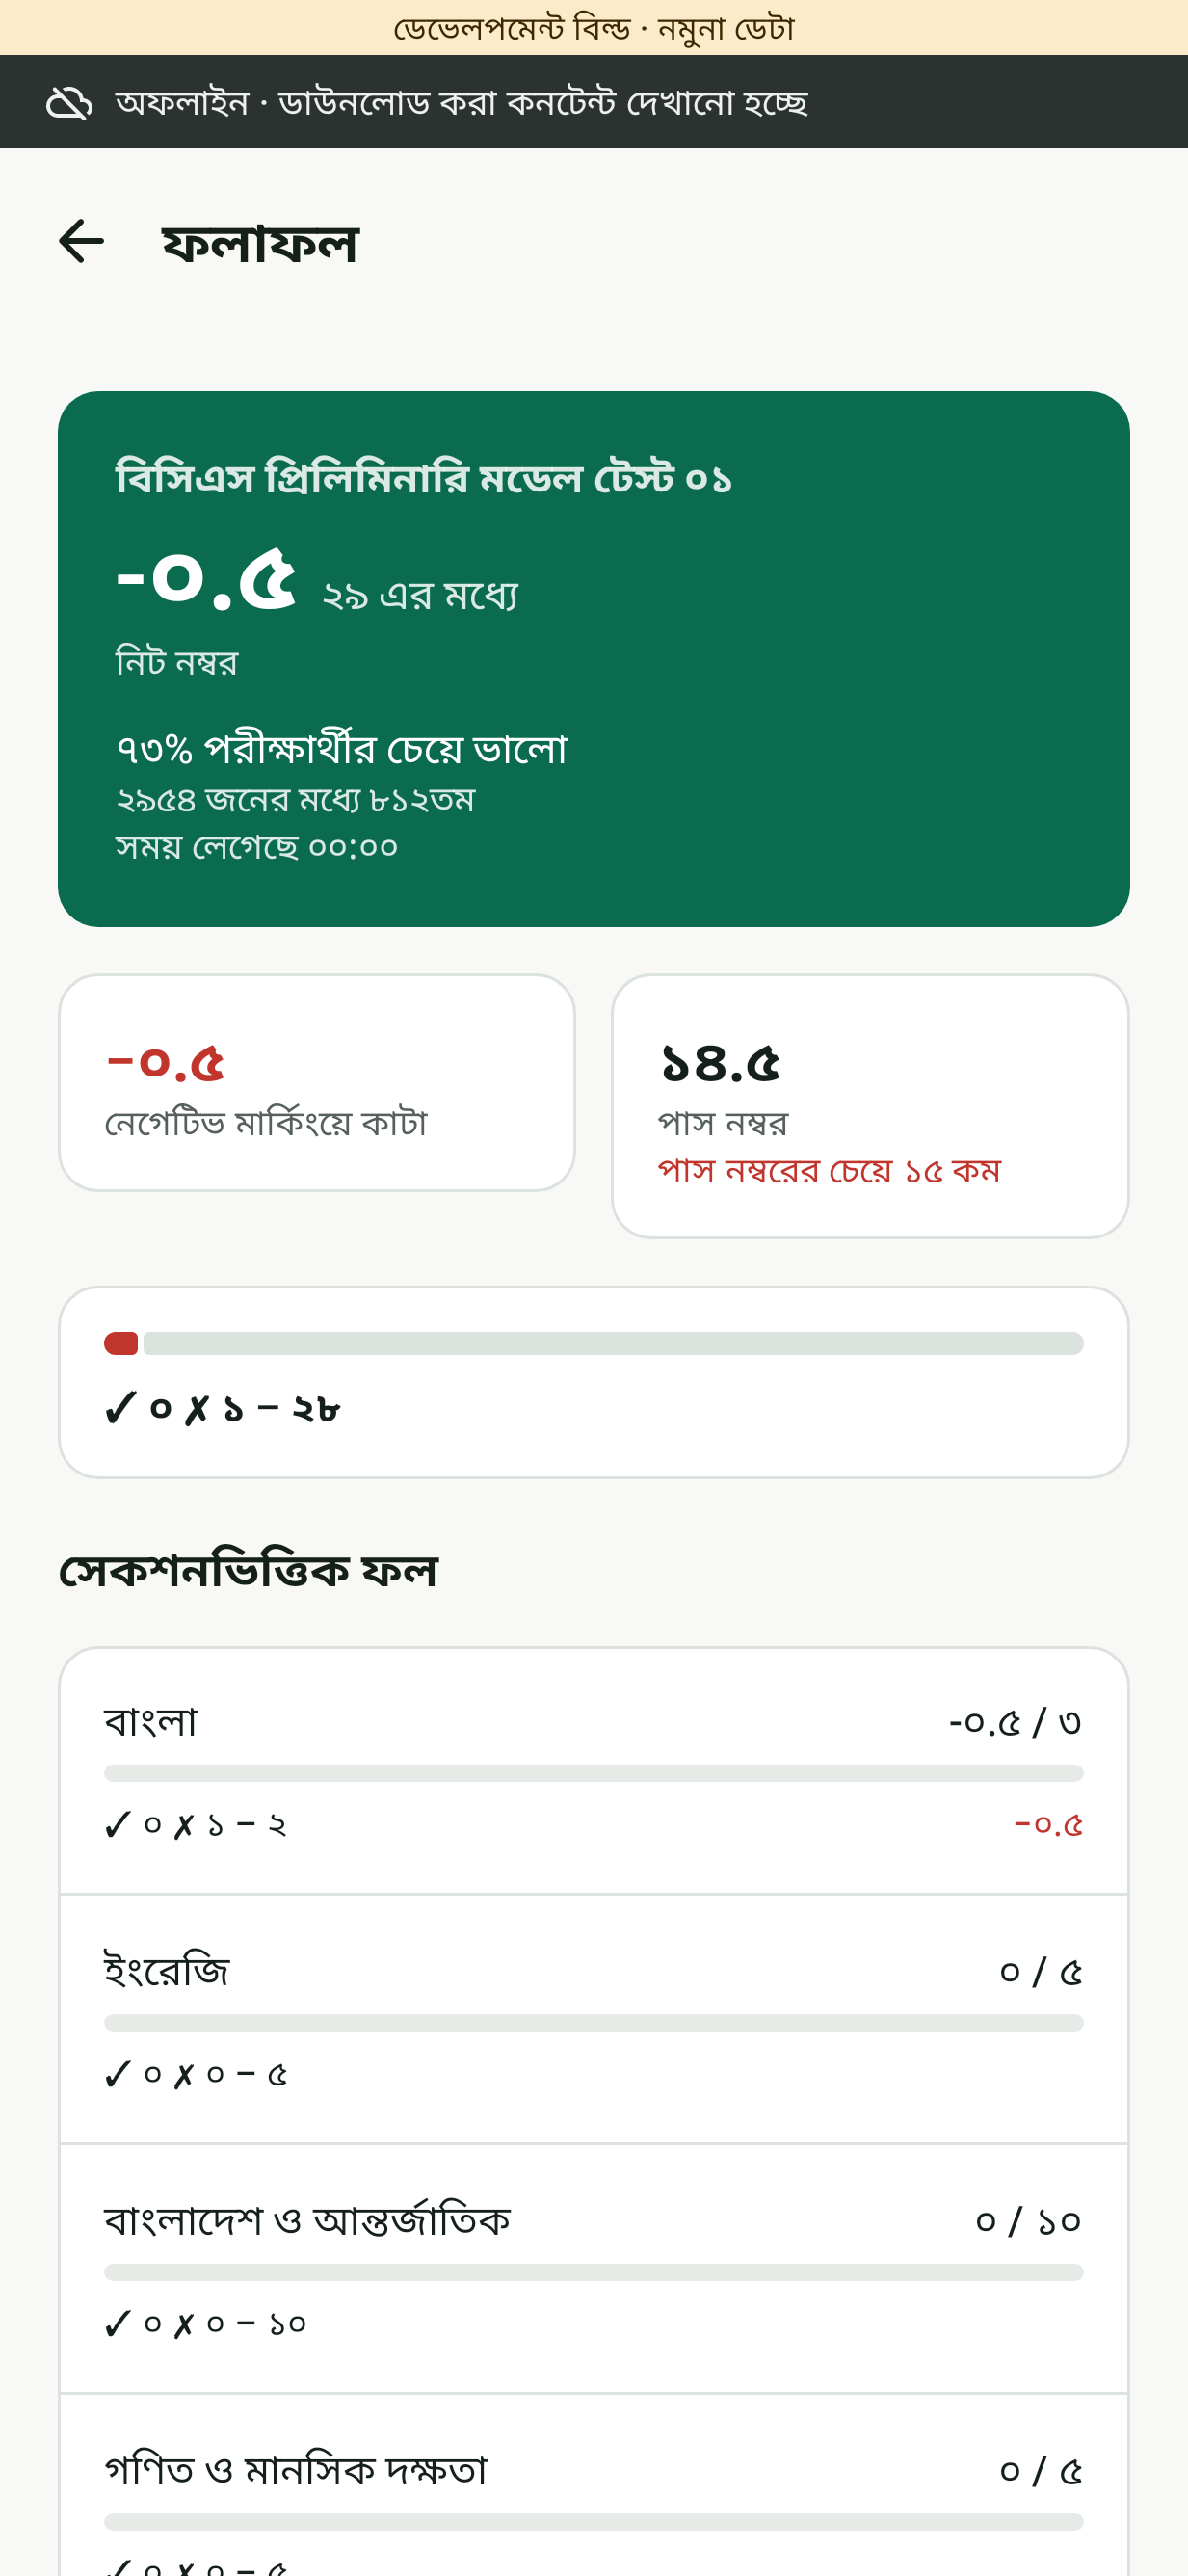 ডেভেলপমেন্ট বিল্ড · নমুনা ডেটা
অফলাইন · ডাউনলোড করা কনটেন্ট দেখানো হচ্ছে
ফলাফল
বিসিএস প্রিলিমিনারি মডেল টেস্ট ০১
-০.৫ ২৯ এর মধ্যে
নিট নম্বর
৭৩% পরীক্ষার্থীর চেয়ে ভালো
২৯৫৪ জনের মধ্যে ৮১২তম
সময় লেগেছে ০০:০০
−০.৫
নেগেটিভ মার্কিংয়ে কাটা
১৪.৫
পাস নম্বর
পাস নম্বরের চেয়ে ১৫ কম
✓ ০ ✗ ১ − ২৮
সেকশনভিত্তিক ফল
বাংলা -০.৫ / ৩
✓ ০ ✗ ১ − ২ −০.৫
ইংরেজি ০ / ৫
✓ ০ ✗ ০ − ৫
বাংলাদেশ ও আন্তর্জাতিক ০ / ১০
✓ ০ ✗ ০ − ১০
গণিত ও মানসিক দক্ষতা ০ / ৫
✓ ০ ✗ ০ − ৫